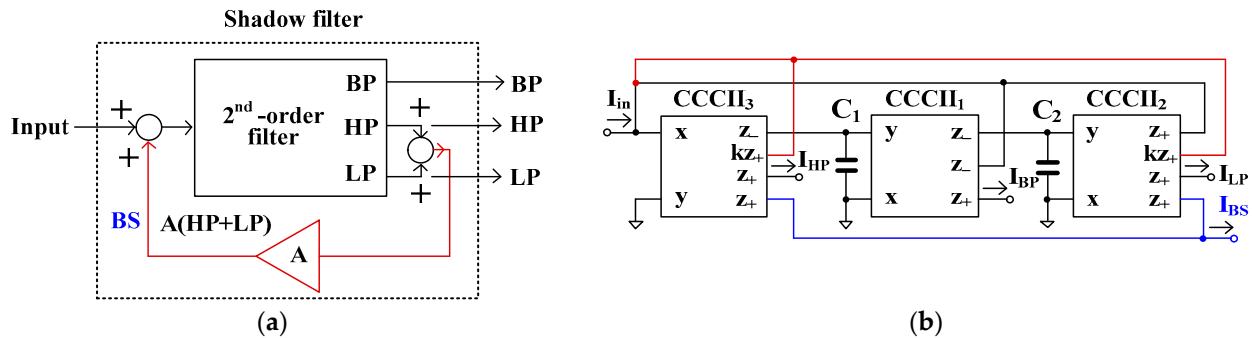 Shadow filter
Input
+
+
2nd-order
filter
BP
HP
LP
+
+
BP
HP
LP
BS
A(HP+LP)
A
(a)
Iin
CCCII3
x
y
z−
kz+
z+
z+
IHP
C1
CCCII1
y
x
z−
z−
z+
IBP
C2
CCCII2
y
x
z+
kz+
z+
z+
ILP
IBS
(b)